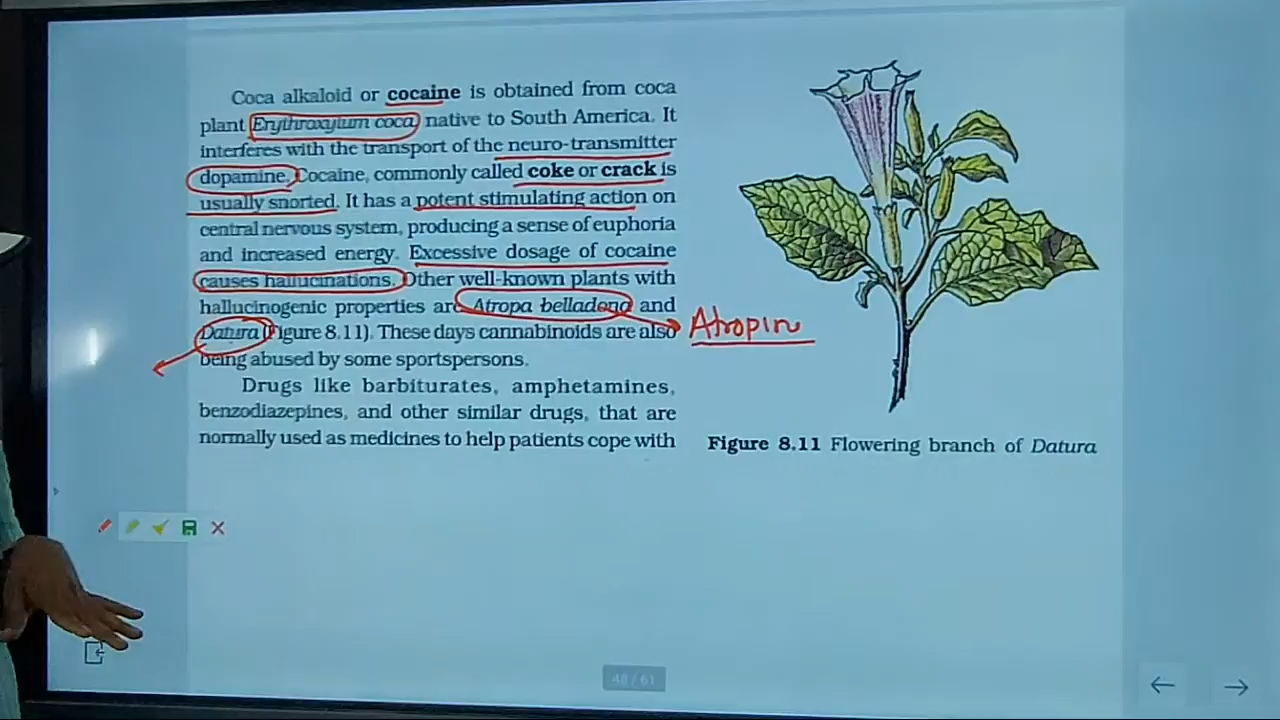 Coca alkaloid or cocaine is obtained from coca
plant Erythroxylum coca native to South America. It
interferes with the transport of the neuro-transmitter
dopamine. Cocaine, commonly called coke or crack is
usually snorted. It has a potent stimulating action on
central nervous system, producing a sense of euphoria
and increased energy. Excessive dosage of cocaine
causes hallucinations. Other well-known plants with
hallucinogenic properties are Atropa belladona and
Datura (Figure 8.11). These days cannabinoids are also
being abused by some sportspersons.
Drugs like barbiturates, amphetamines,
benzodiazepines, and other similar drugs, that are
normally used as medicines to help patients cope with
Atropin
Figure 8.11 Flowering branch of Datura
48 / 61